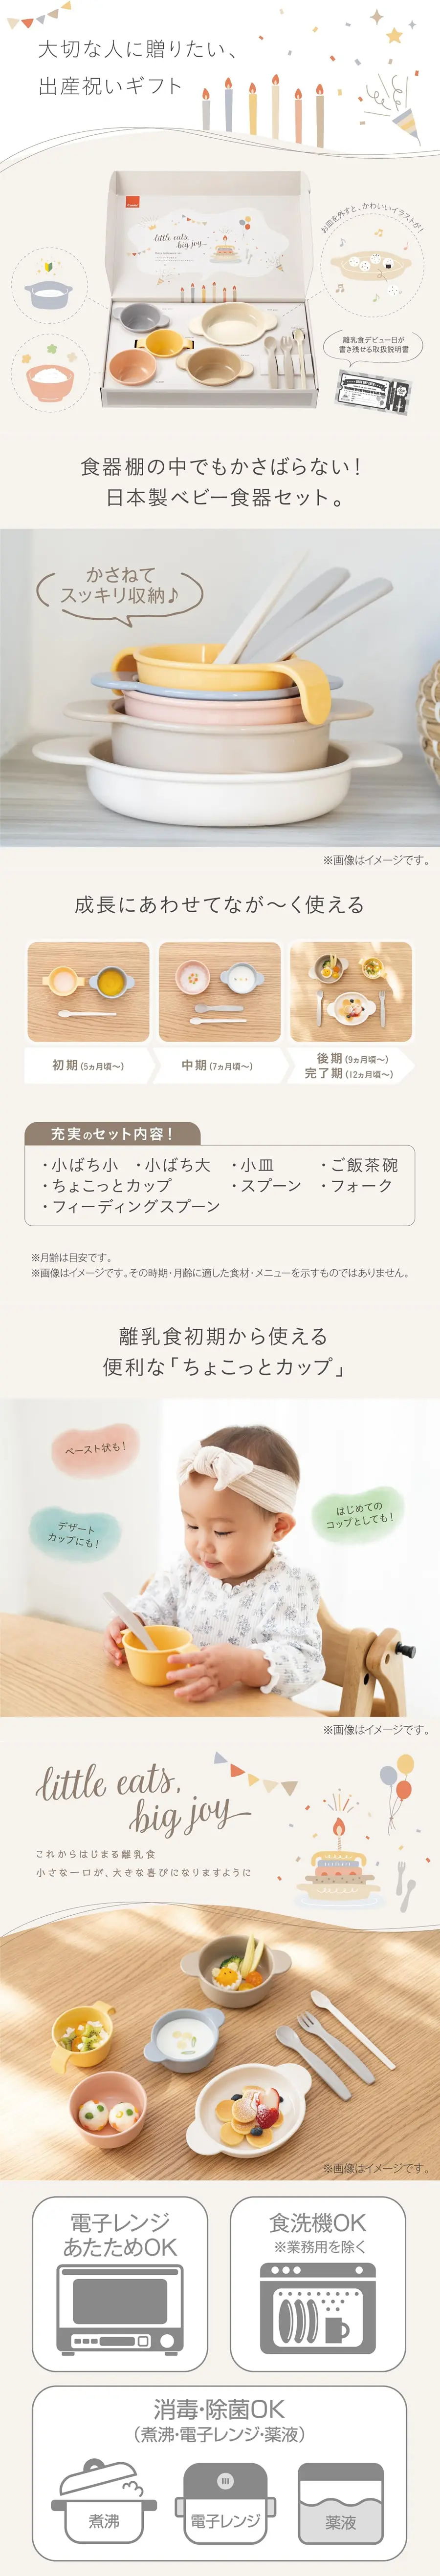 大切な人に贈りたい、
出産祝いギフト
お皿を外すと、かわいいイラストが！
little eats,
big joy
離乳食デビュー日が
書き残せる取扱説明書
食器棚の中でもかさばらない！
日本製ベビー食器セット。
かさねて
スッキリ収納♪
※画像はイメージです。
成長にあわせてなが〜く使える
初期(5ヵ月頃〜)
中期(7ヵ月頃〜)
後期(9ヵ月頃〜)
完了期(12ヵ月頃〜)
充実のセット内容！
・小ばち小 ・小ばち大 ・小皿 ・ご飯茶碗
・ちょこっとカップ ・スプーン ・フォーク
・フィーディングスプーン
※月齢は目安です。
※画像はイメージです。その時期・月齢に適した食材・メニューを示すものではありません。
離乳食初期から使える
便利な「ちょこっとカップ」
ペースト状も！
デザート
カップにも！
はじめての
コップとしても！
※画像はイメージです。
little eats,
big joy
これからはじまる離乳食
小さな一口が、大きな喜びになりますように
※画像はイメージです。
電子レンジ
あたためOK
食洗機OK
※業務用を除く
消毒・除菌OK
（煮沸・電子レンジ・薬液）
煮沸
電子レンジ
薬液